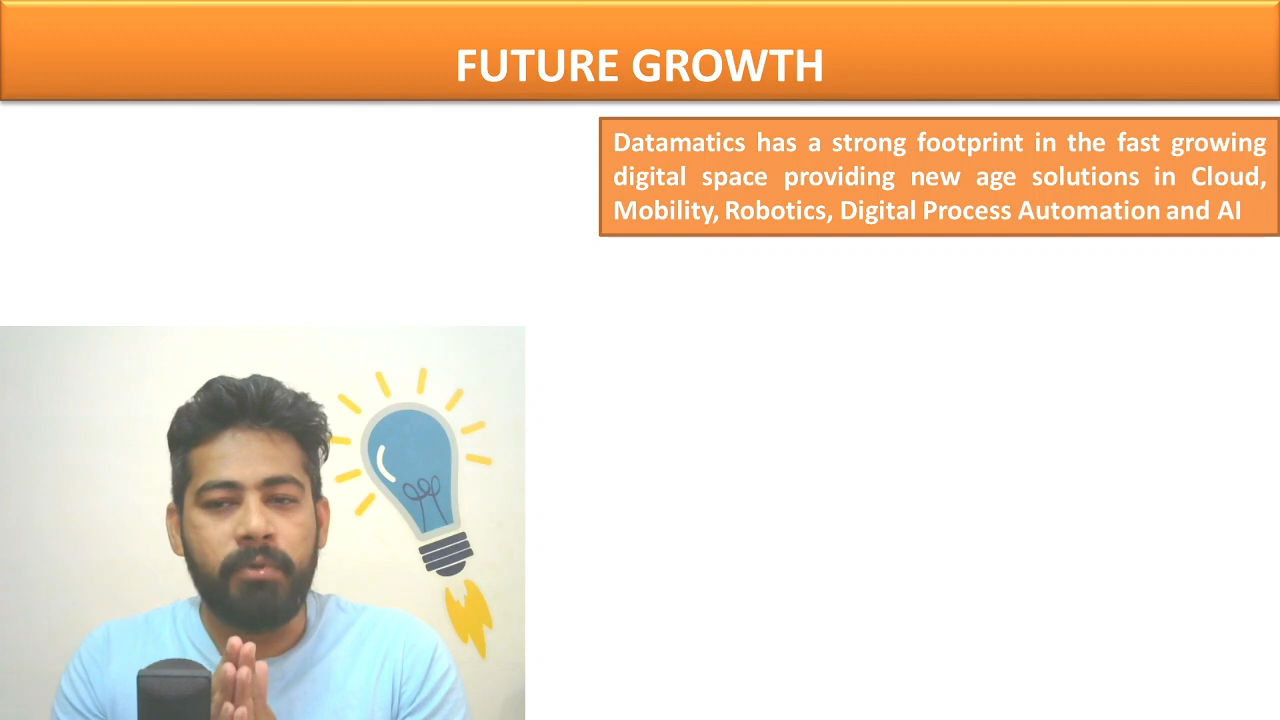 FUTURE GROWTH
Datamatics has a strong footprint in the fast growing
digital space providing new age solutions in Cloud,
Mobility, Robotics, Digital Process Automation and AI